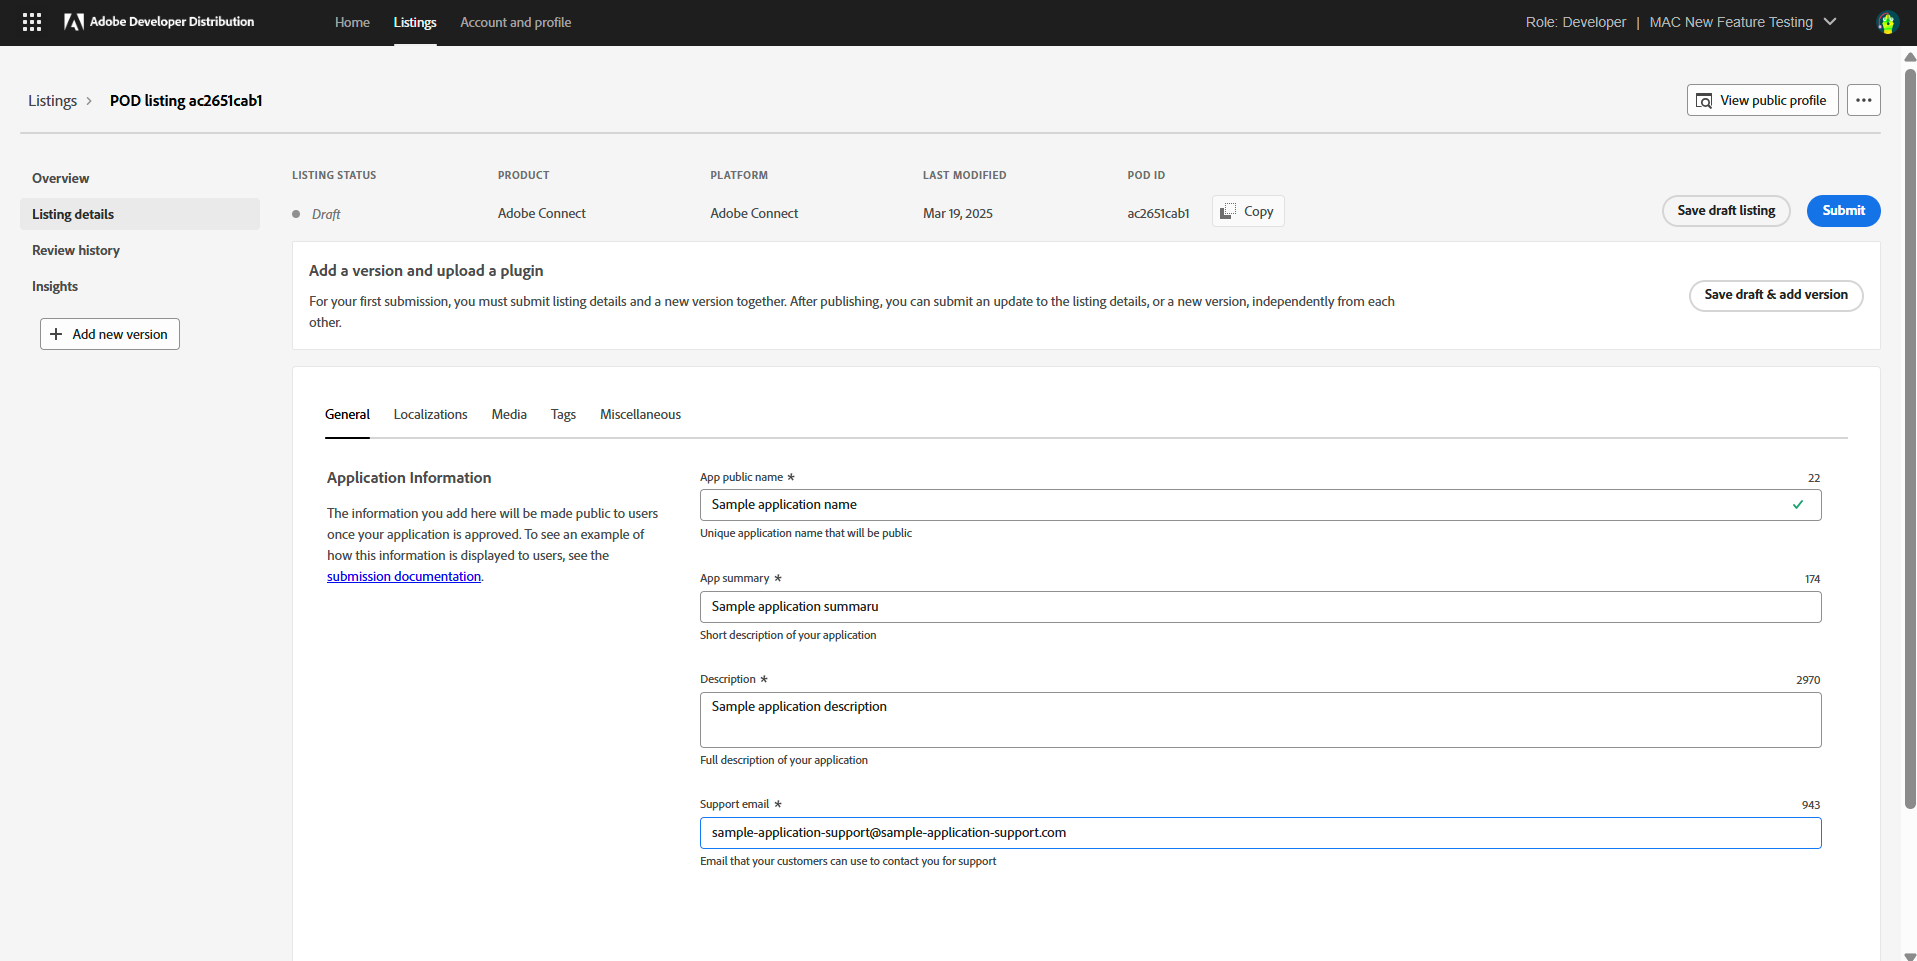 Adobe Developer Distribution
Home
Listings
Account and profile
Role: Developer | MAC New Feature Testing
Listings
POD listing ac2651cab1
View public profile
Overview
Listing details
Review history
Insights
Add new version
LISTING STATUS
PRODUCT
PLATFORM
LAST MODIFIED
POD ID
Draft
Adobe Connect
Adobe Connect
Mar 19, 2025
ac2651cab1
Copy
Save draft listing
Submit
Add a version and upload a plugin
For your first submission, you must submit listing details and a new version together. After publishing, you can submit an update to the listing details, or a new version, independently from each
other.
Save draft & add version
General
Localizations
Media
Tags
Miscellaneous
Application Information
The information you add here will be made public to users
once your application is approved. To see an example of
how this information is displayed to users, see the
submission documentation.
App public name *
22
Sample application name
Unique application name that will be public
App summary *
174
Sample application summaru
Short description of your application
Description *
2970
Sample application description
Full description of your application
Support email *
943
sample-application-support@sample-application-support.com
Email that your customers can use to contact you for support